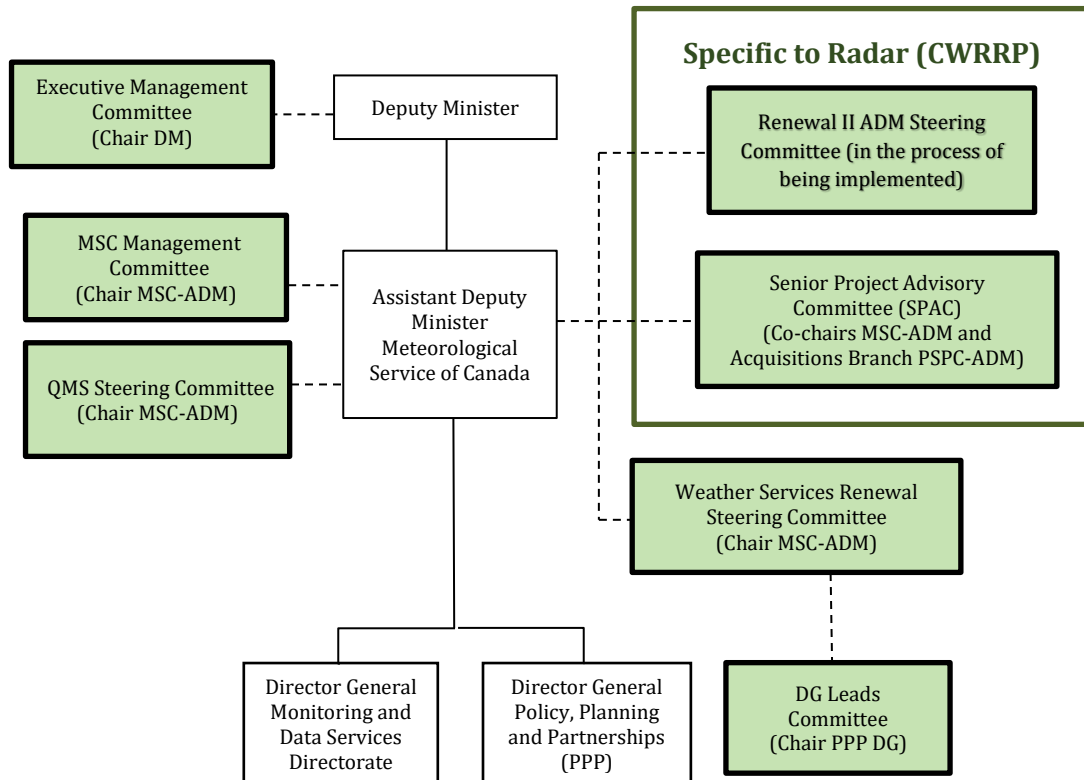 Specific to Radar (CWRRP)
Executive Management
Committee
(Chair DM)
Deputy Minister
Renewal II ADM Steering
Committee (in the process of
being implemented)
MSC Management
Committee
(Chair MSC-ADM)
Assistant Deputy
Minister
Meteorological
Service of Canada
Senior Project Advisory
Committee (SPAC)
(Co-chairs MSC-ADM and
Acquisitions Branch PSPC-ADM)
QMS Steering Committee
(Chair MSC-ADM)
Weather Services Renewal
Steering Committee
(Chair MSC-ADM)
Director General
Monitoring and
Data Services
Directorate
Director General
Policy, Planning
and Partnerships
(PPP)
DG Leads
Committee
(Chair PPP DG)